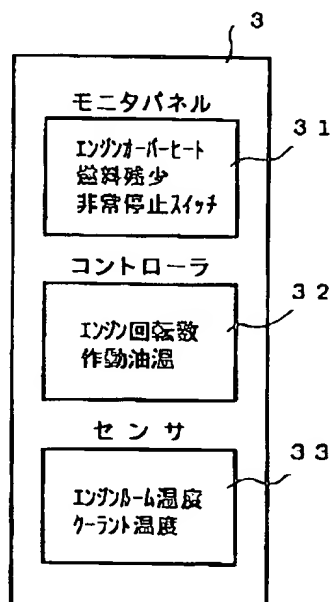 3
モニタパネル
31
エンジンオーバーヒート
燃料残少
非常停止スイッチ
コントローラ
32
エンジン回転数
作動油温
センサ
33
エンジンルーム温度
クーラント温度